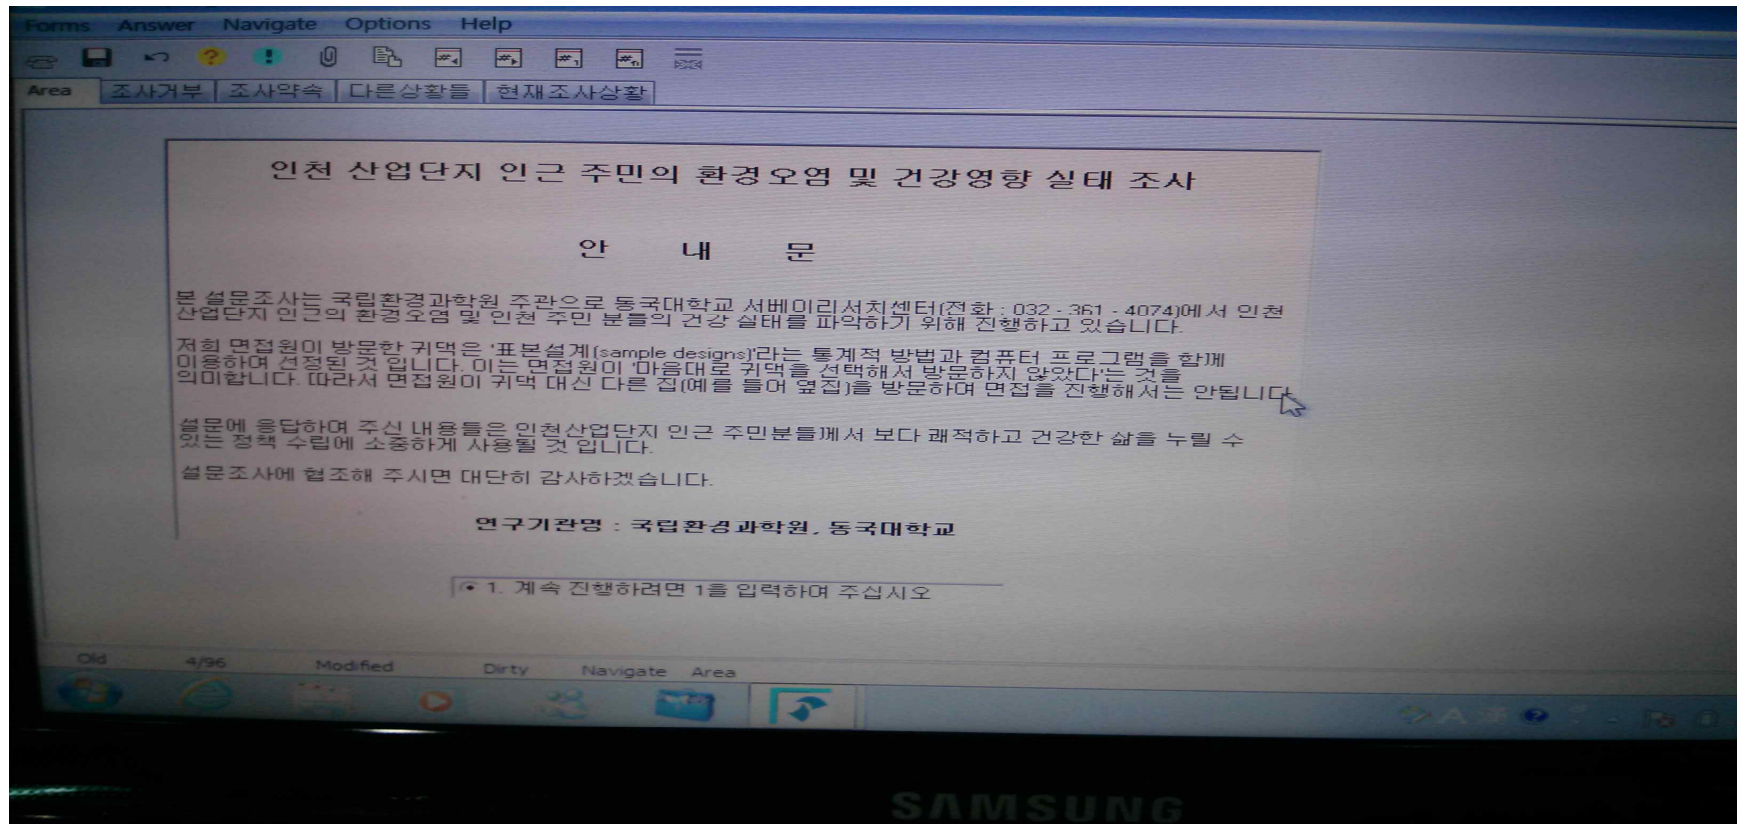 Forms Answer Navigate Options Help
Area 조사거부 조사약속 다른상황들 현재조사상황
인천 산업단지 인근 주민의 환경오염 및 건강영향 실태 조사
안 내 문
본 설문조사는 국립환경과학원 주관으로 동국대학교 서베이리서치센터(전화 : 032 - 361 - 4074)에서 인천
산업단지 인근의 환경오염 및 인천 주민 분들의 건강 실태를 파악하기 위해 진행하고 있습니다.
저희 면접원이 방문한 귀댁은 '표본설계(sample designs)'라는 통계적 방법과 컴퓨터 프로그램을 함께
이용하여 선정된 것 입니다. 이는 면접원이 '마음대로 귀댁을 선택해서 방문하지 않았다'는 것을
의미합니다. 따라서 면접원이 귀댁 대신 다른 집(예를 들어 옆집)을 방문하여 면접을 진행해서는 안됩니다.
설문에 응답하여 주신 내용들은 인천산업단지 인근 주민분들께서 보다 쾌적하고 건강한 삶을 누릴 수
있는 정책 수립에 소중하게 사용될 것 입니다.
설문조사에 협조해 주시면 대단히 감사하겠습니다.
연구기관명 : 국립환경과학원, 동국대학교
1. 계속 진행하려면 1을 입력하여 주십시오
Old 4/96 Modified Dirty Navigate Area
SAMSUNG